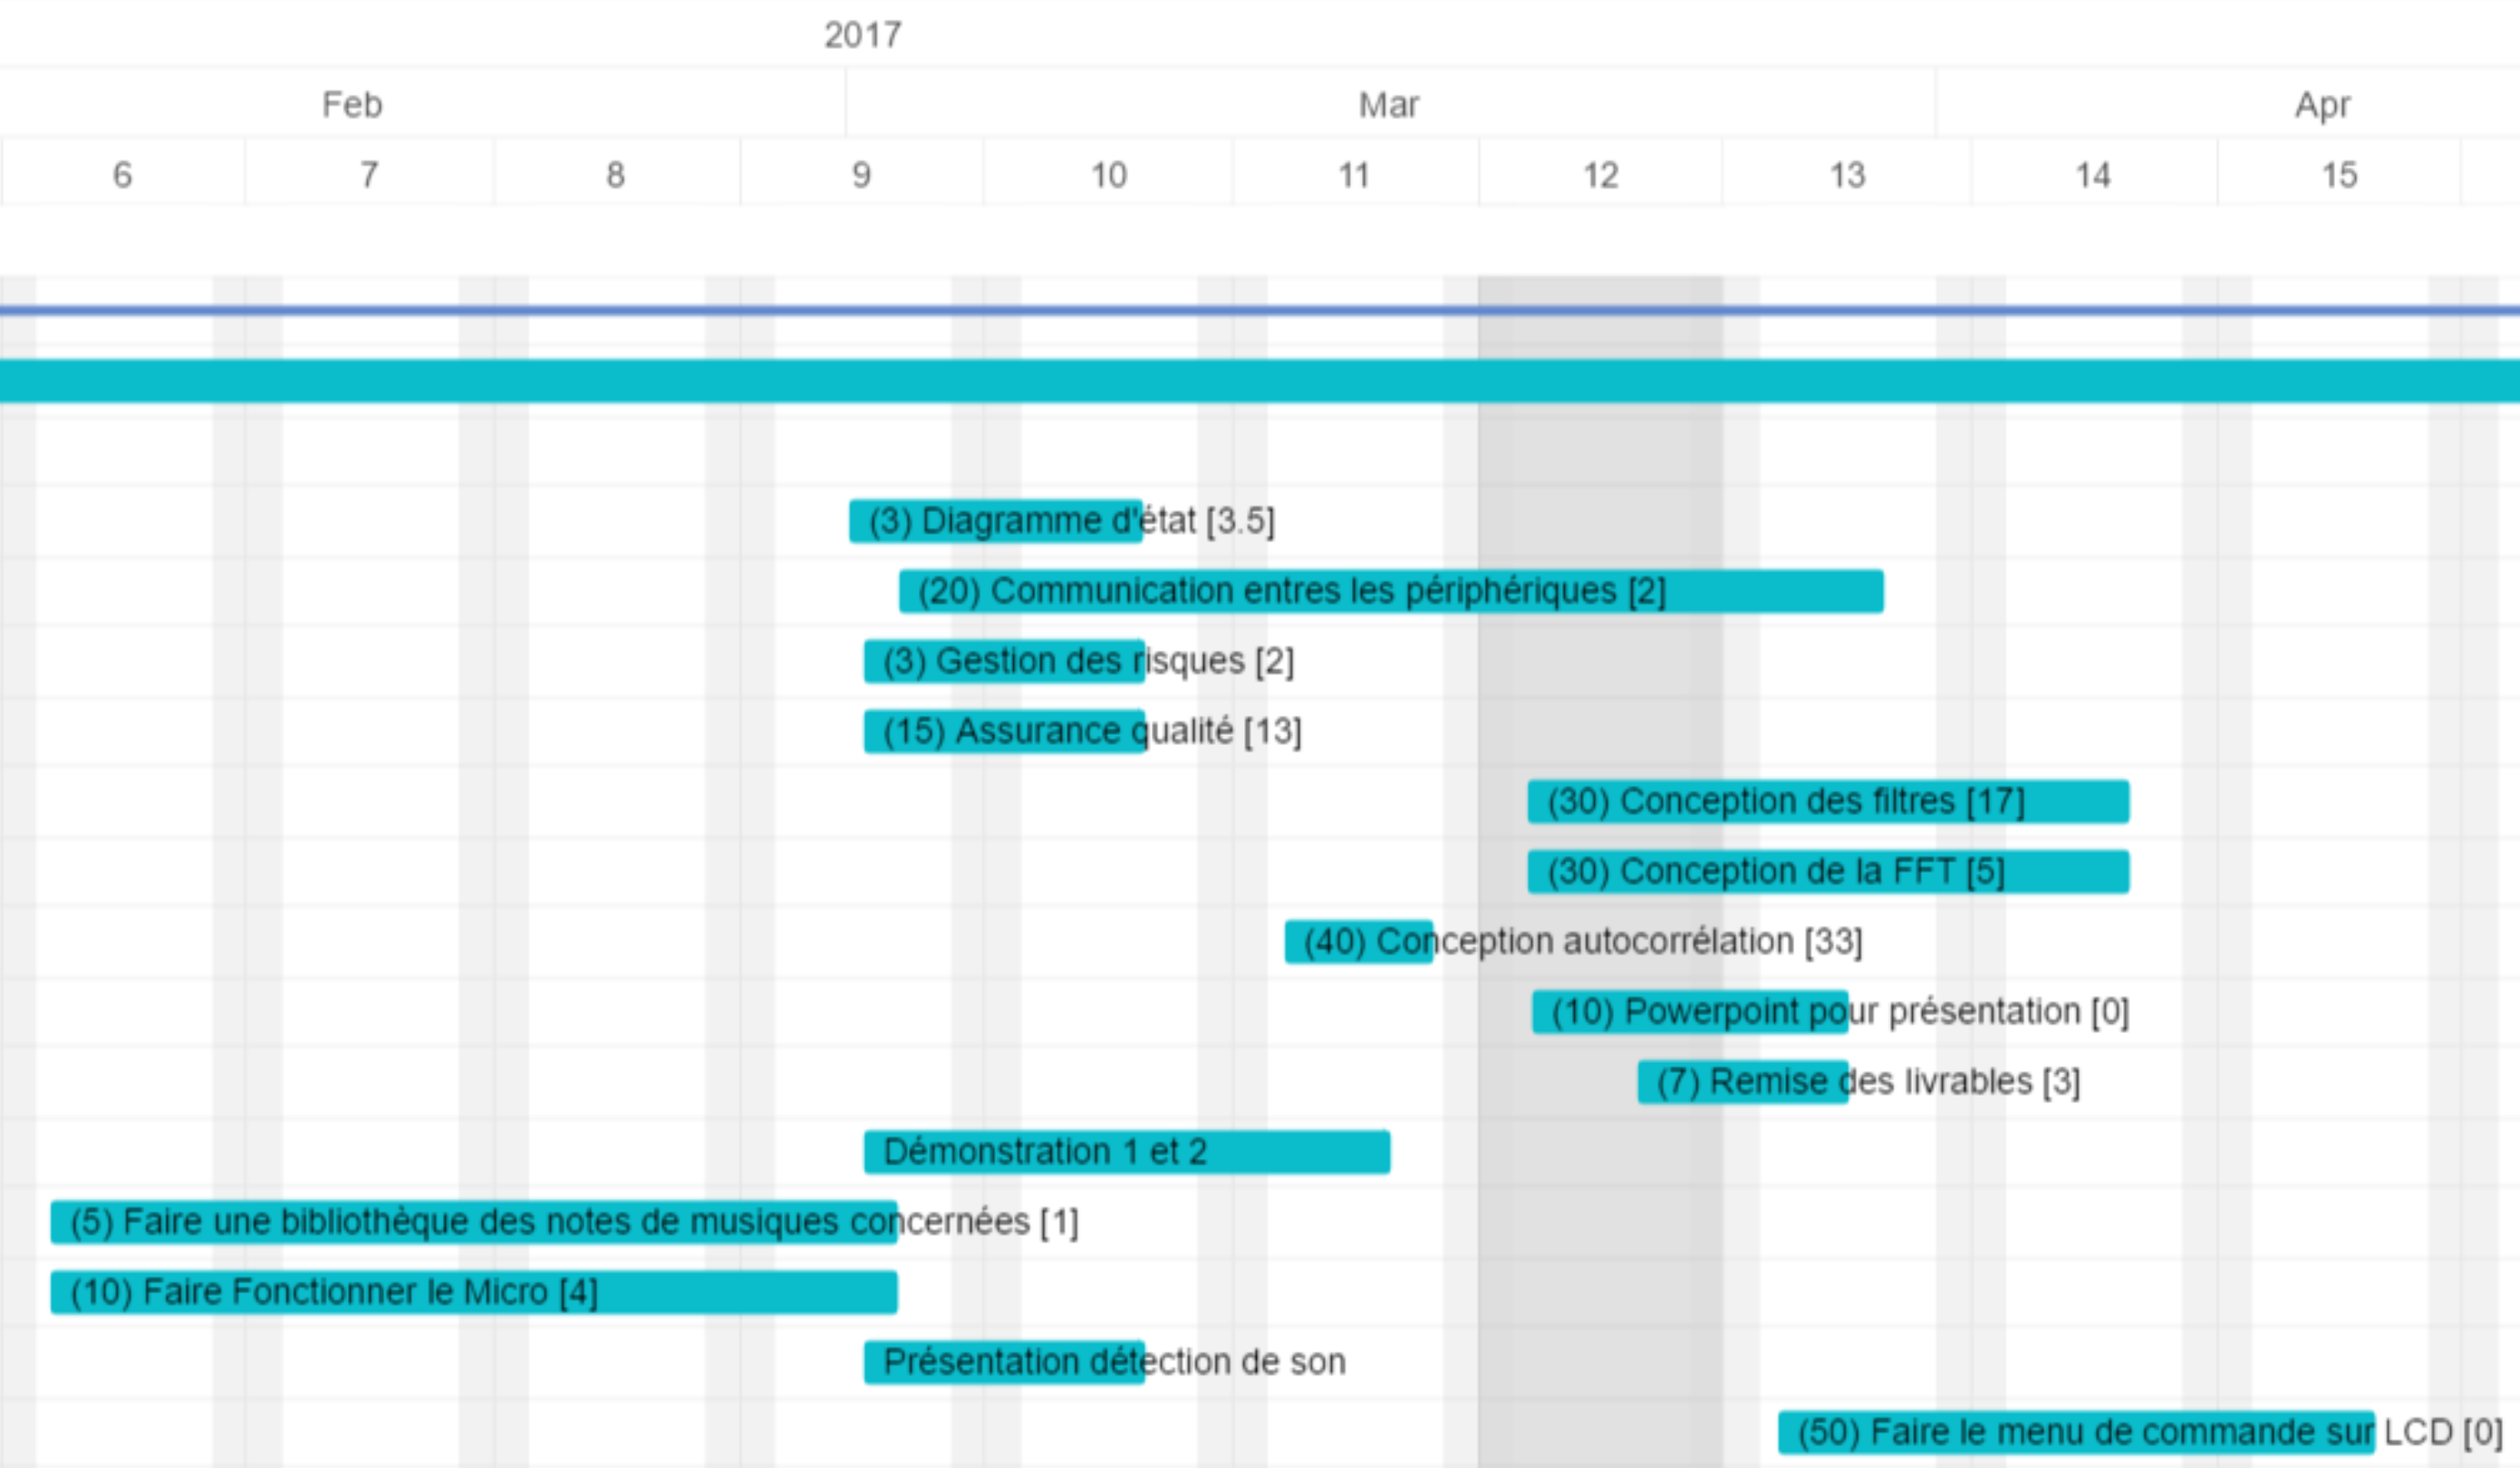 2017
Feb Mar Apr
6 7 8 9 10 11 12 13 14 15
(3) Diagramme d'état [3.5]
(20) Communication entres les périphériques [2]
(3) Gestion des risques [2]
(15) Assurance qualité [13]
(30) Conception des filtres [17]
(30) Conception de la FFT [5]
(40) Conception autocorrélation [33]
(10) Powerpoint pour présentation [0]
(7) Remise des livrables [3]
Démonstration 1 et 2
(5) Faire une bibliothèque des notes de musiques concernées [1]
(10) Faire Fonctionner le Micro [4]
Présentation détection de son
(50) Faire le menu de commande sur LCD [0]